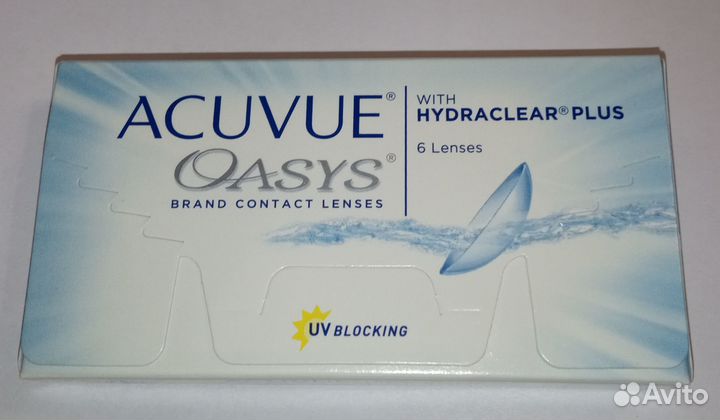 ACUVUE®
OASYS®
BRAND CONTACT LENSES
WITH
HYDRACLEAR® PLUS
6 Lenses
UV BLOCKING
Avito